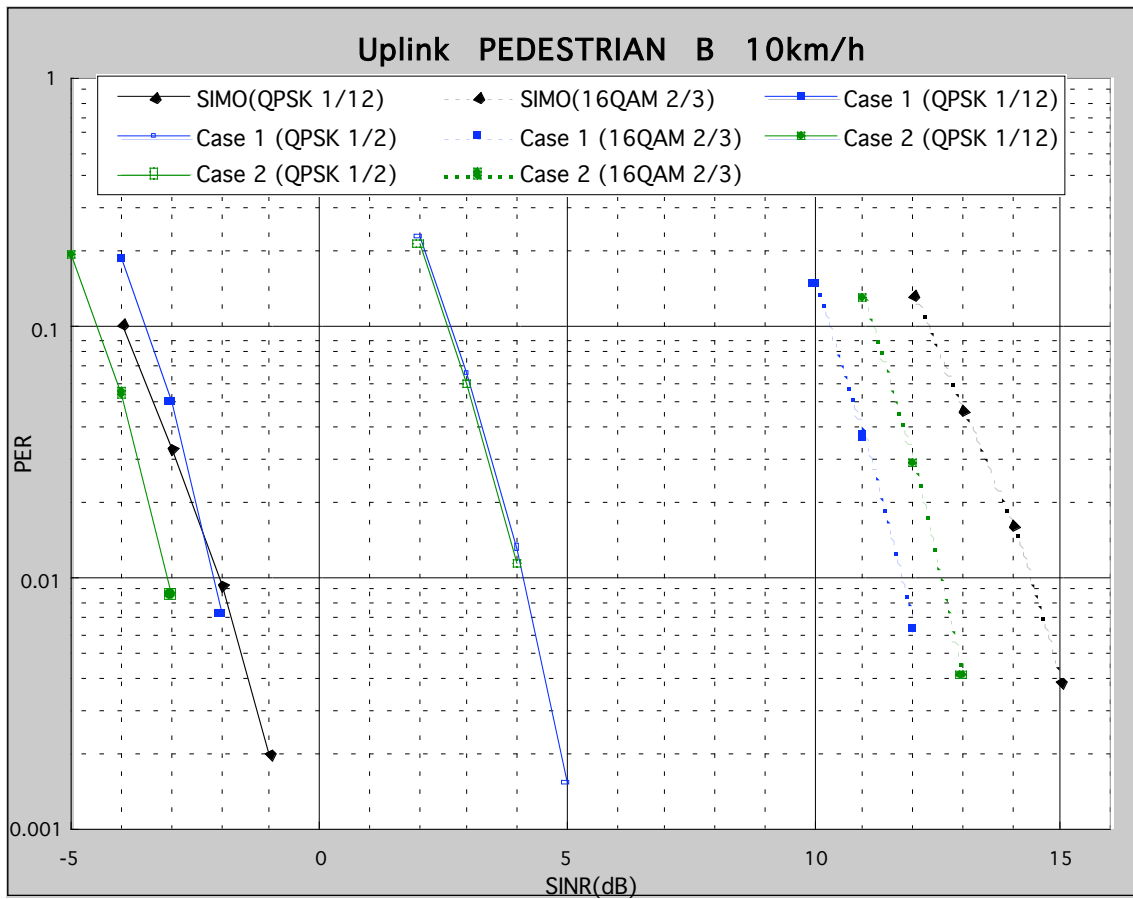 Uplink PEDESTRIAN B 10km/h
1
SIMO(QPSK 1/12) SIMO(16QAM 2/3) Case 1 (QPSK 1/12)
Case 1 (QPSK 1/2) Case 1 (16QAM 2/3) Case 2 (QPSK 1/12)
Case 2 (QPSK 1/2) Case 2 (16QAM 2/3)
0.1
PER
0.01
0.001
-5 0 5 10 15
SINR(dB)